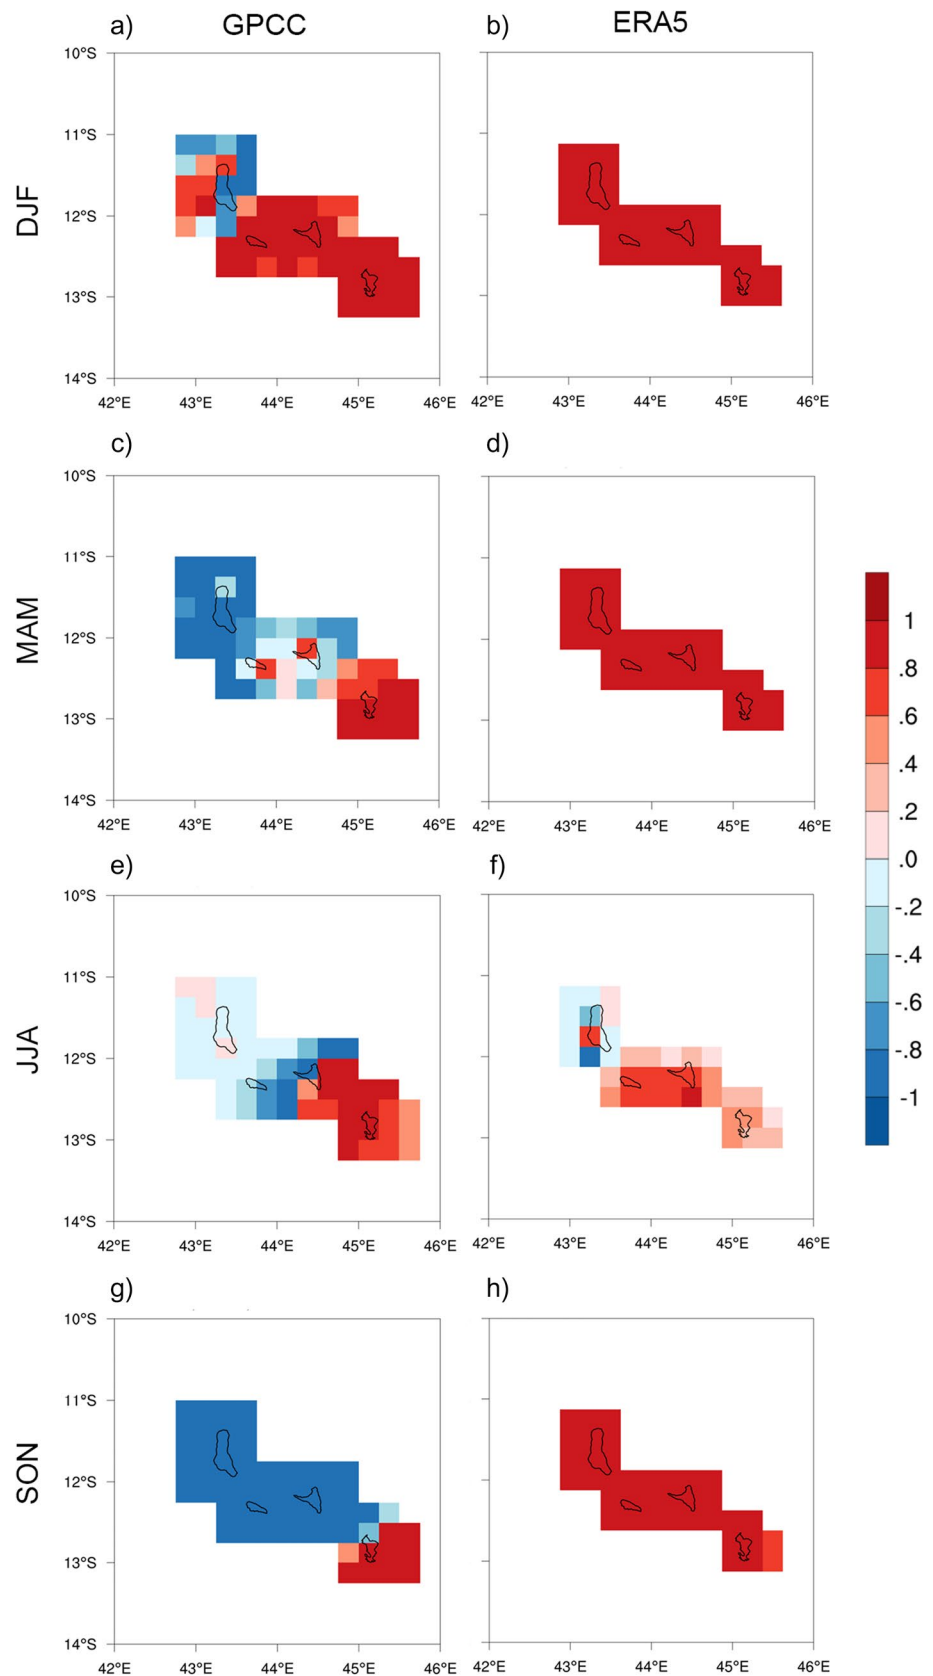 a) GPCC b) ERA5
10°S
11°S
12°S
13°S
14°S
42°E 43°E 44°E 45°E 46°E 42°E 43°E 44°E 45°E 46°E
DJF
c) d)
10°S
11°S
12°S
13°S
14°S
42°E 43°E 44°E 45°E 46°E 42°E 43°E 44°E 45°E 46°E
MAM
e) f)
10°S
11°S
12°S
13°S
14°S
42°E 43°E 44°E 45°E 46°E 42°E 43°E 44°E 45°E 46°E
JJA
g) h)
10°S
11°S
12°S
13°S
14°S
42°E 43°E 44°E 45°E 46°E 42°E 43°E 44°E 45°E 46°E
SON
1
.8
.6
.4
.2
.0
-.2
-.4
-.6
-.8
-1